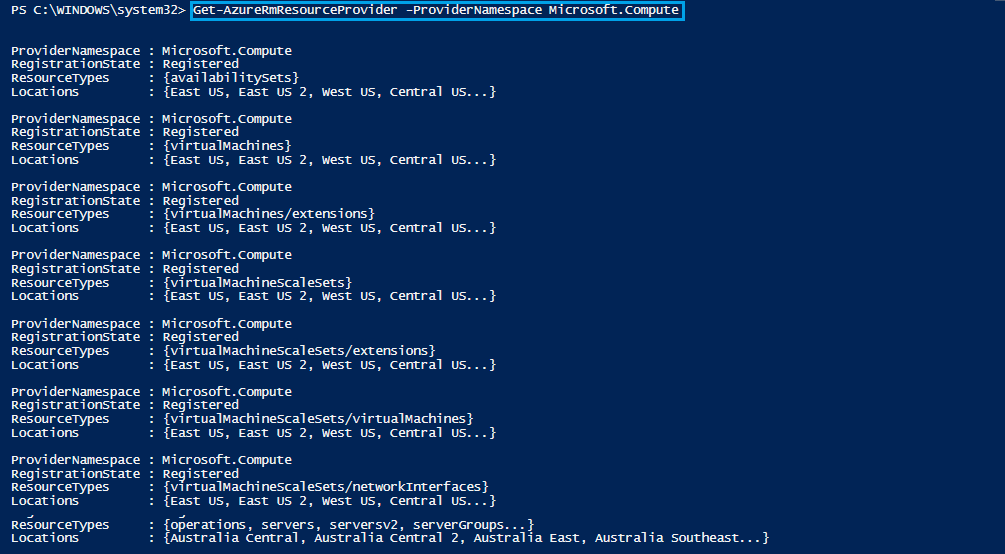 PS C:\WINDOWS\system32> Get-AzureRmResourceProvider -ProviderNamespace Microsoft.Compute
ProviderNamespace : Microsoft.Compute
RegistrationState : Registered
ResourceTypes     : {availabilitySets}
Locations         : {East US, East US 2, West US, Central US...}
ProviderNamespace : Microsoft.Compute
RegistrationState : Registered
ResourceTypes     : {virtualMachines}
Locations         : {East US, East US 2, West US, Central US...}
ProviderNamespace : Microsoft.Compute
RegistrationState : Registered
ResourceTypes     : {virtualMachines/extensions}
Locations         : {East US, East US 2, West US, Central US...}
ProviderNamespace : Microsoft.Compute
RegistrationState : Registered
ResourceTypes     : {virtualMachineScaleSets}
Locations         : {East US, East US 2, West US, Central US...}
ProviderNamespace : Microsoft.Compute
RegistrationState : Registered
ResourceTypes     : {virtualMachineScaleSets/extensions}
Locations         : {East US, East US 2, West US, Central US...}
ProviderNamespace : Microsoft.Compute
RegistrationState : Registered
ResourceTypes     : {virtualMachineScaleSets/virtualMachines}
Locations         : {East US, East US 2, West US, Central US...}
ProviderNamespace : Microsoft.Compute
RegistrationState : Registered
ResourceTypes     : {virtualMachineScaleSets/networkInterfaces}
Locations         : {East US, East US 2, West US, Central US...}
ResourceTypes     : {operations, servers, serversv2, serverGroups...}
Locations         : {Australia Central, Australia Central 2, Australia East, Australia Southeast...}